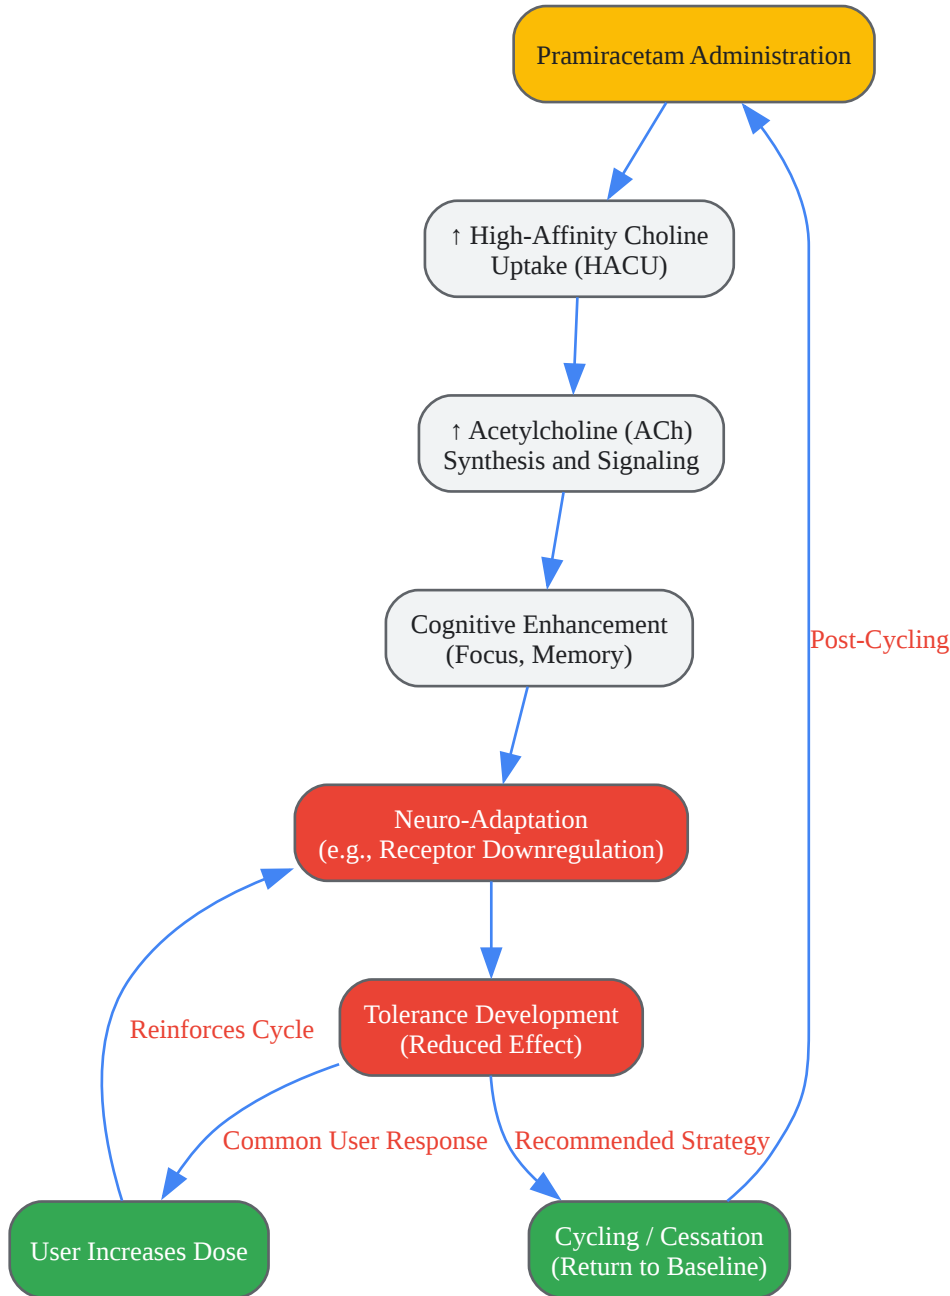 Pramiracetam Administration
↑ High-Affinity Choline
Uptake (HACU)
↑ Acetylcholine (ACh)
Synthesis and Signaling
Cognitive Enhancement
(Focus, Memory)
Post-Cycling
Neuro-Adaptation
(e.g., Receptor Downregulation)
Tolerance Development
(Reduced Effect)
Reinforces Cycle
Common User Response
Recommended Strategy
User Increases Dose
Cycling / Cessation
(Return to Baseline)